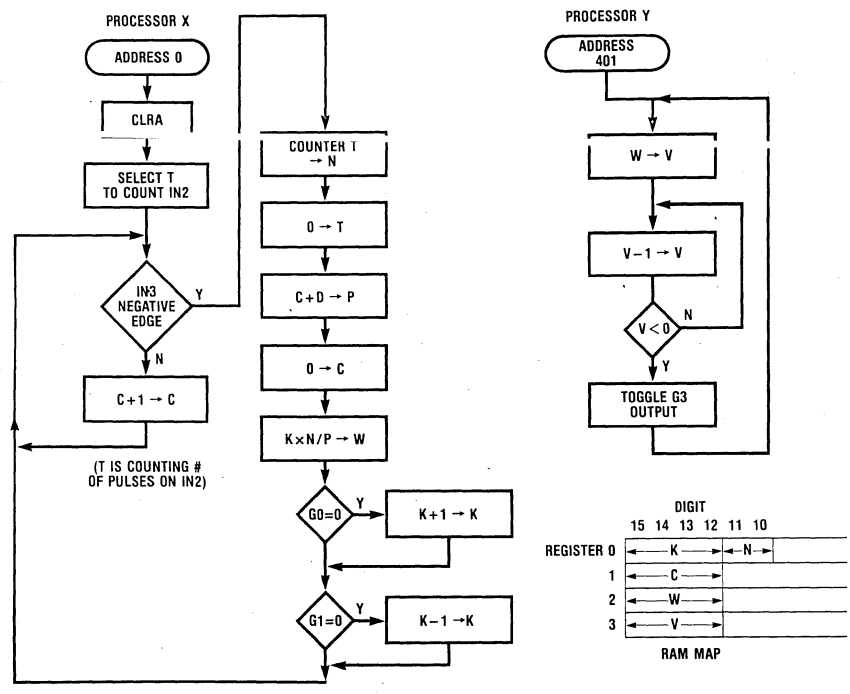 PROCESSOR X
ADDRESS 0
CLRA
SELECT T
TO COUNT IN2
IN3
NEGATIVE
EDGE
Y
N
C+1 → C
(T IS COUNTING #
OF PULSES ON IN2)
COUNTER T
→ N
0 → T
C+D → P
0 → C
K×N/P → W
G0=0
Y
K+1 → K
G1=0
Y
K−1 → K
PROCESSOR Y
ADDRESS
401
W → V
V−1 → V
V<0
N
Y
TOGGLE G3
OUTPUT
DIGIT
15 14 13 12 11 10
REGISTER 0 K N
1 C
2 W
3 V
RAM MAP